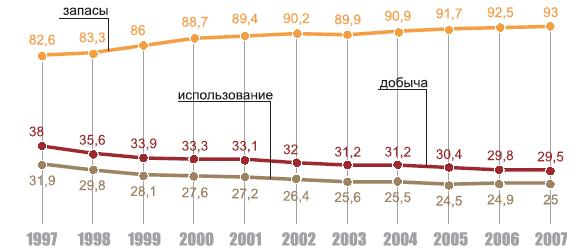 запасы
82,6 83,3 86 88,7 89,4 90,2 89,9 90,9 91,7 92,5 93
использование
добыча
38 35,6 33,9 33,3 33,1 32 31,2 31,2 30,4 29,8 29,5
31,9 29,8 28,1 27,6 27,2 26,4 25,6 25,5 24,5 24,9 25
1997 1998 1999 2000 2001 2002 2003 2004 2005 2006 2007